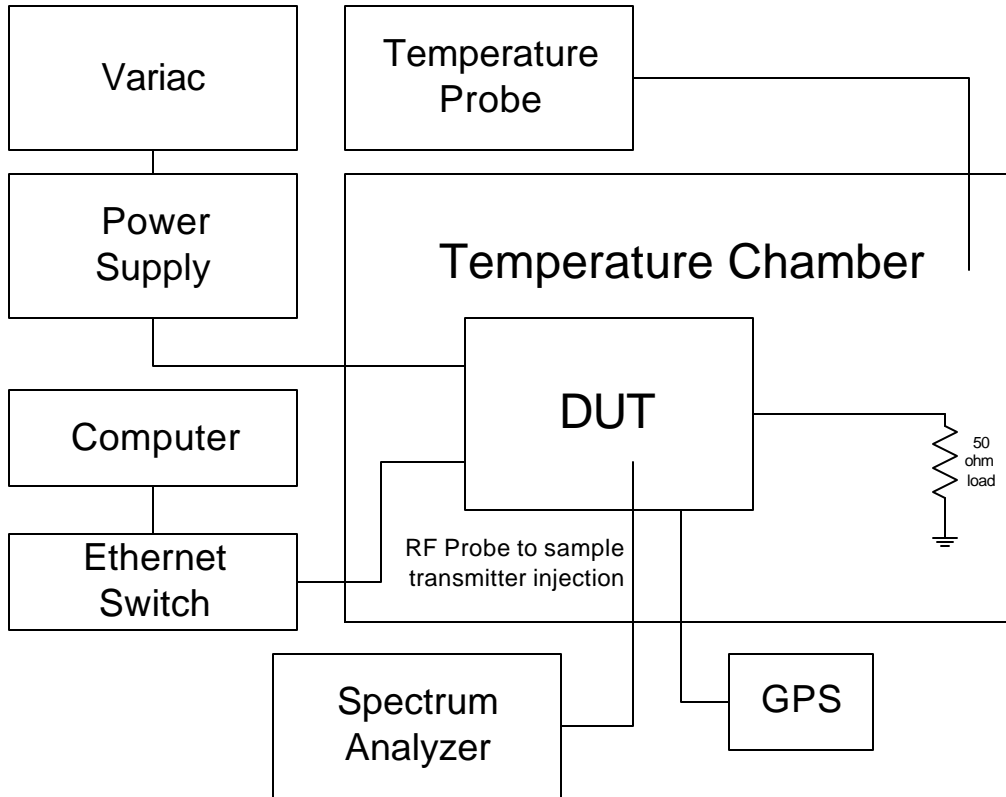 Variac
Temperature
Probe
Power
Supply
Temperature Chamber
DUT
Computer
50
ohm
load
Ethernet
Switch
RF Probe to sample
transmitter injection
Spectrum
Analyzer
GPS